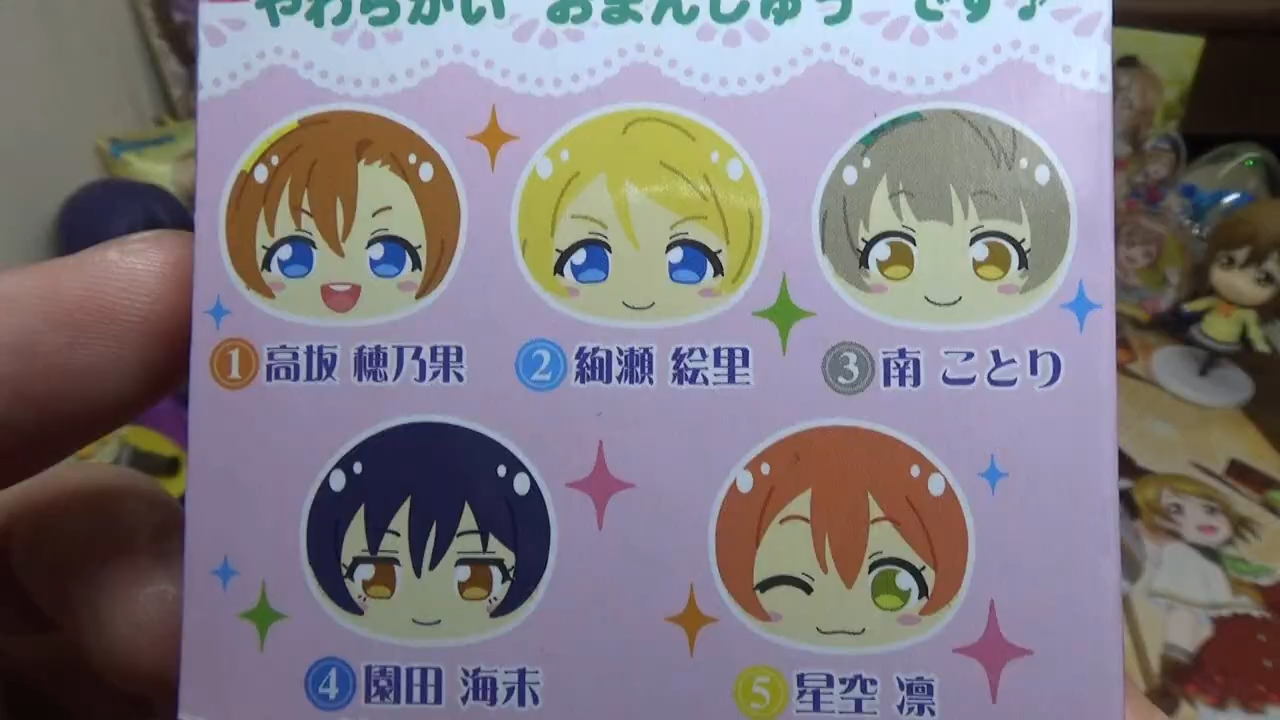 やわらかい “おまんじゅう” です♪
① 高坂 穂乃果
② 絢瀬 絵里
③ 南 ことり
④ 園田 海未
⑤ 星空 凛